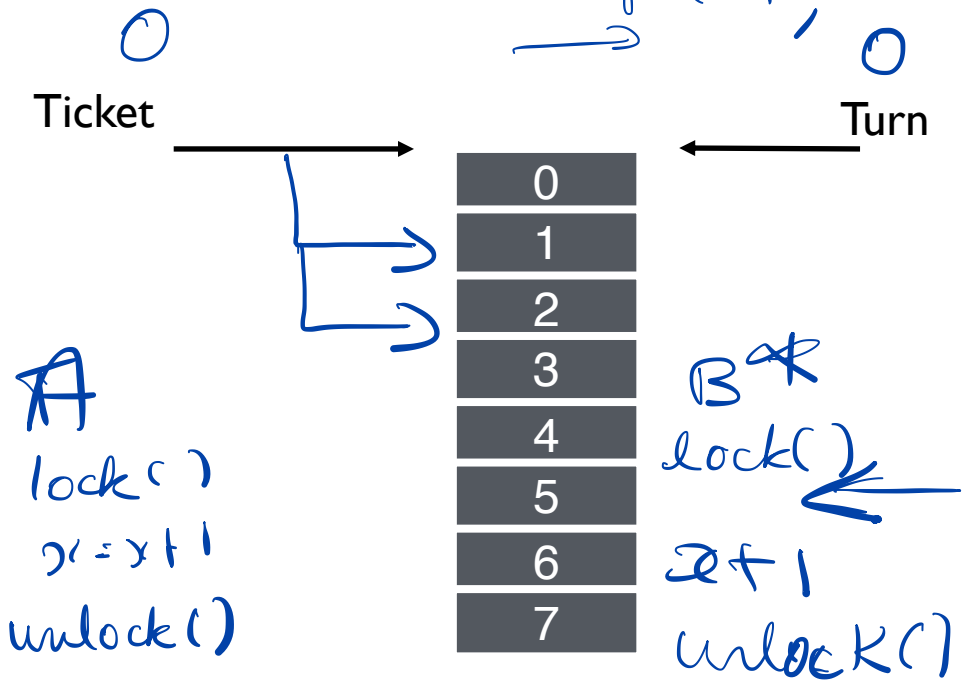 0
0
Ticket
Turn
0
1
2
3
4
5
6
7
A
lock()
x=x+1
unlock()
B*
lock()
x+1
unlock()